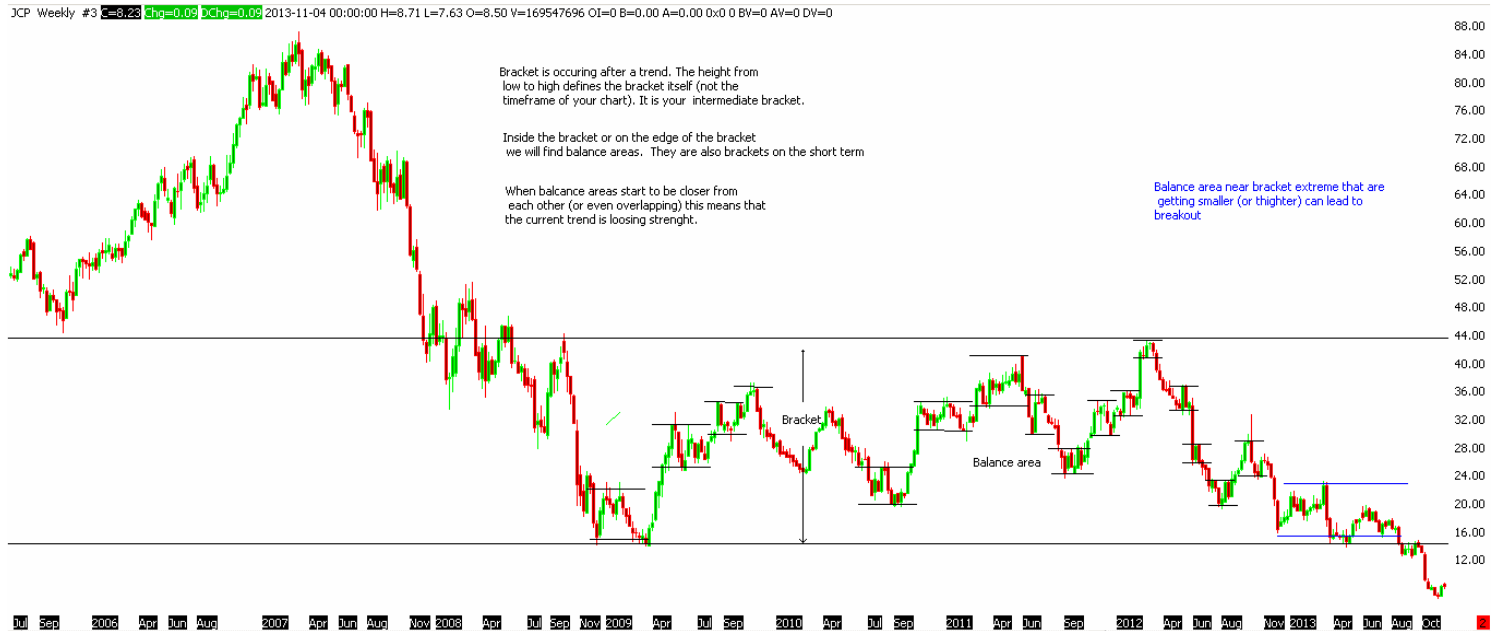 JCP Weekly #3 C=8.23 Chg=0.09 DChg=0.09 2013-11-04 00:00:00 H=8.71 L=7.63 O=8.50 V=169547696 OI=0 B=0.00 A=0.00 0x0 0 BV=0 AV=0 DV=0
Bracket is occuring after a trend. The height from
low to high defines the bracket itself (not the
timeframe of your chart). It is your intermediate bracket.
Inside the bracket or on the edge of the bracket
we will find balance areas. They are also brackets on the short term
When balcance areas start to be closer from
each other (or even overlapping) this means that
the current trend is loosing strenght.
Balance area near bracket extreme that are
getting smaller (or thighter) can lead to
breakout
Bracket
Balance area
88.00
84.00
80.00
76.00
72.00
68.00
64.00
60.00
56.00
52.00
48.00
44.00
40.00
36.00
32.00
28.00
24.00
20.00
16.00
12.00
Jul Sep 2006 Apr Jun Aug 2007 Apr Jun Aug Nov 2008 Apr Jul Sep Nov 2009 Apr Jul Sep 2010 Apr Jul Sep 2011 Apr Jun Sep 2012 Apr Jun Aug Nov 2013 Apr Jun Aug Oct 2